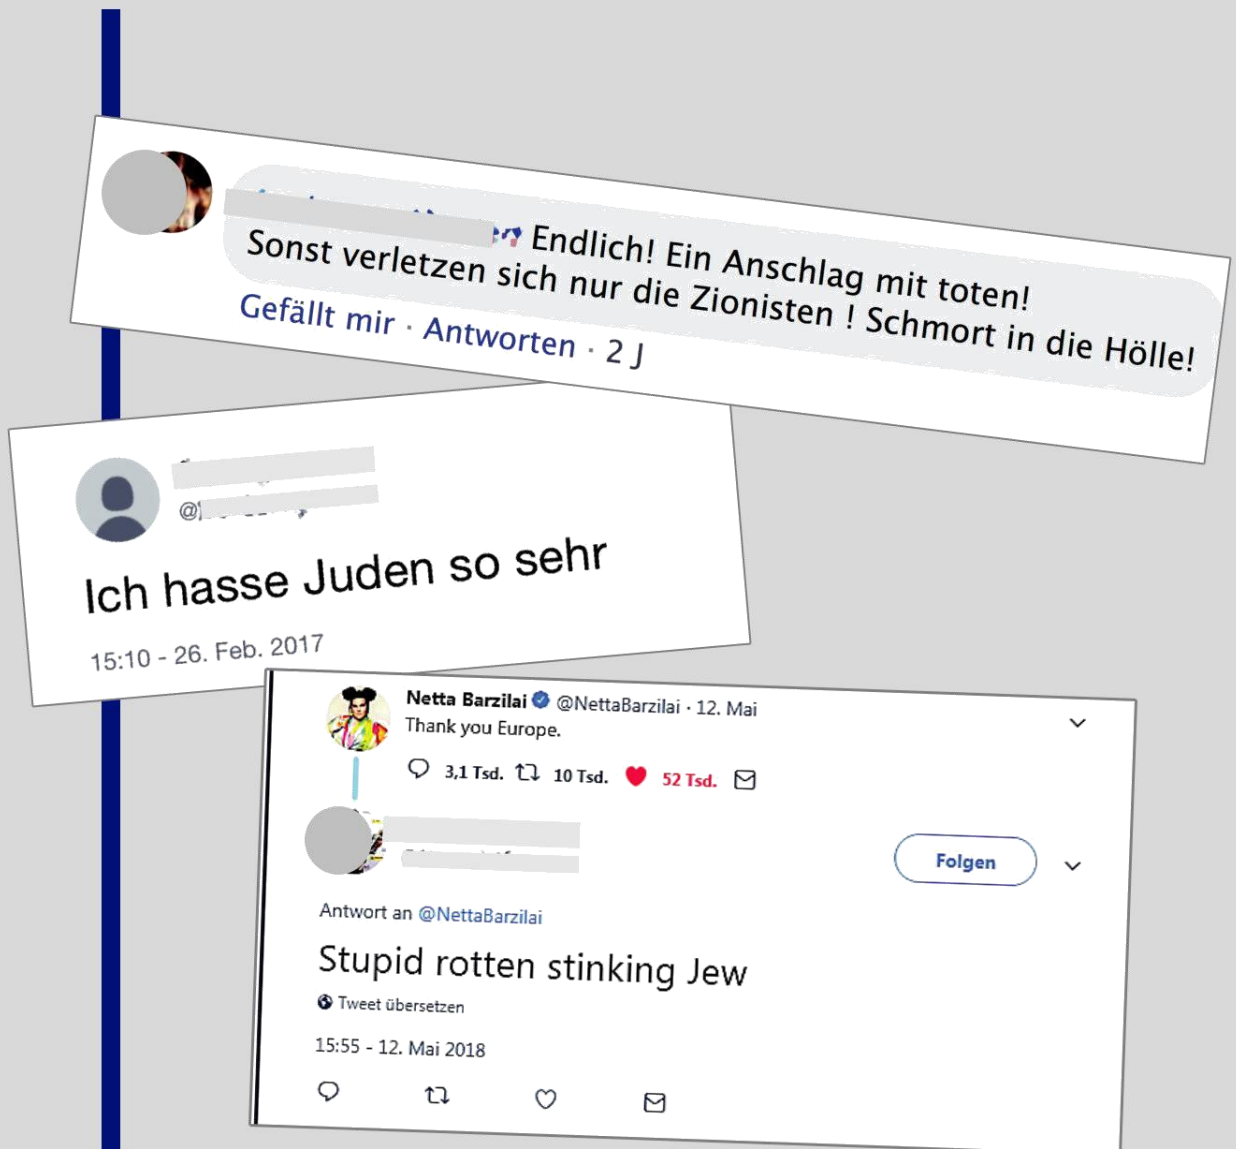 Endlich! Ein Anschlag mit toten!
Sonst verletzen sich nur die Zionisten ! Schmort in die Hölle!
Gefällt mir · Antworten · 2 J
@
Ich hasse Juden so sehr
15:10 - 26. Feb. 2017
Netta Barzilai @NettaBarzilai · 12. Mai
Thank you Europe.
3,1 Tsd. 10 Tsd. 52 Tsd.
Folgen
Antwort an @NettaBarzilai
Stupid rotten stinking Jew
Tweet übersetzen
15:55 - 12. Mai 2018